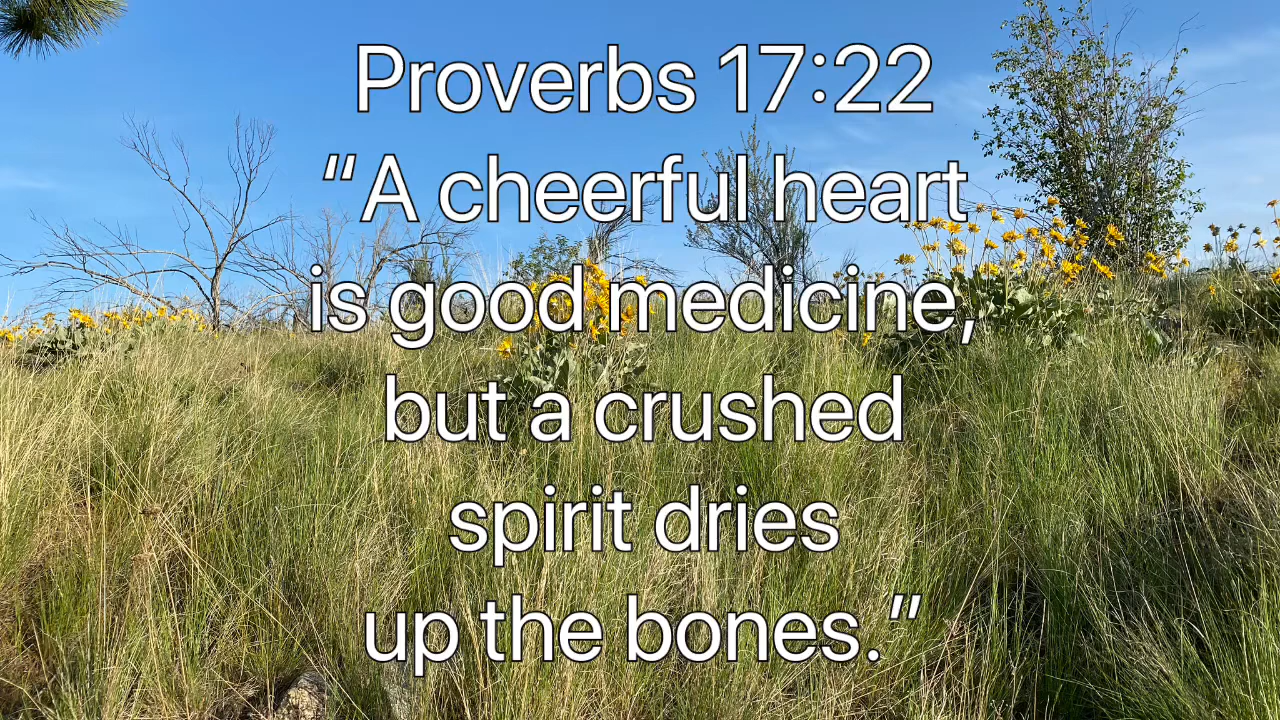 Proverbs 17:22
“A cheerful heart
is good medicine,
but a crushed
spirit dries
up the bones.”